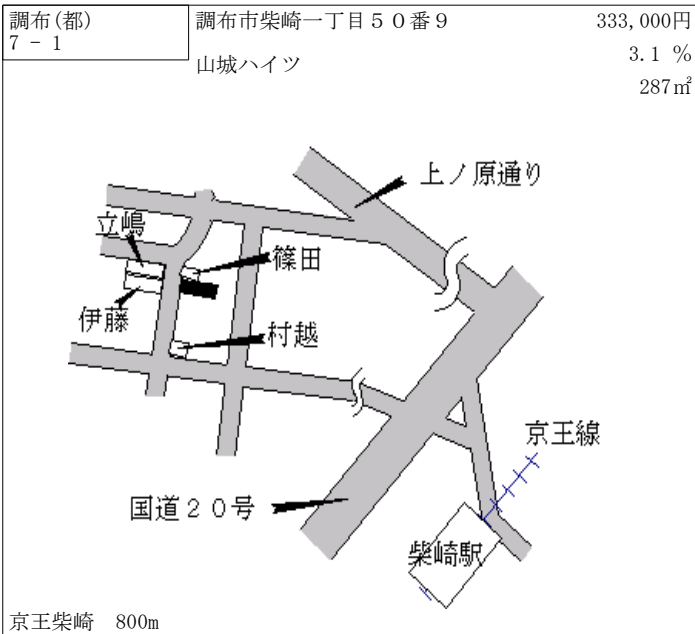 調布(都)
7 - 1
調布市柴崎一丁目５０番９
333,000円
山城ハイツ
3.1 %
287㎡
上ノ原通り
立嶋
篠田
伊藤
村越
京王線
国道２０号
柴崎駅
京王柴崎　800m